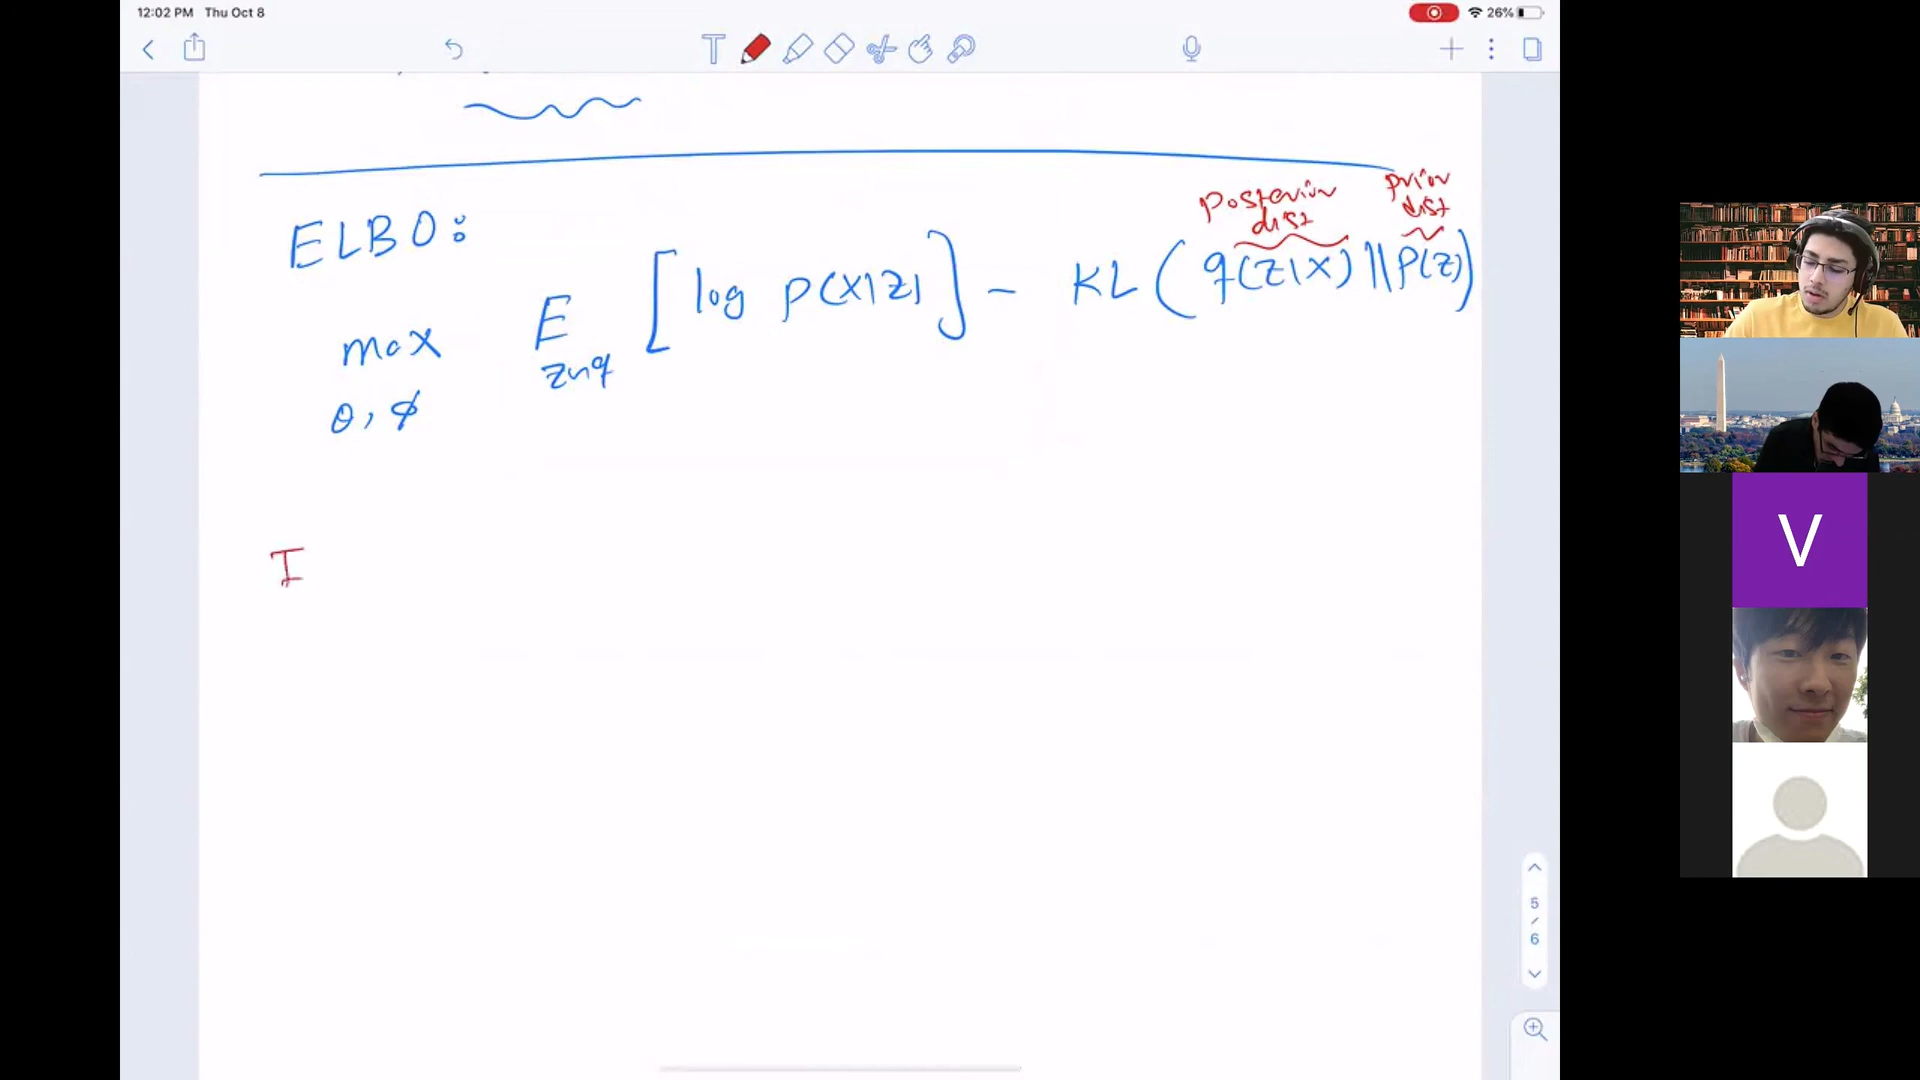 12:02 PM Thu Oct 8
26%
T
Posterior
dist
prior
dist
ELBO:
max
θ, φ
E
z~q
[log p(x|z)] - KL(q(z|x)||p(z))
I
V
5
/
6